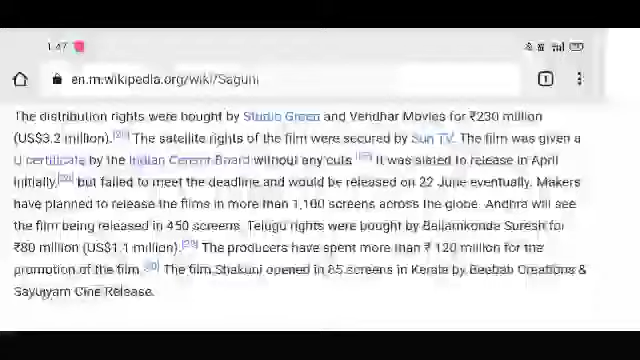 1:47
en.m.wikipedia.org/wiki/Saguni
1
The distribution rights were bought by Studio Green and Vendhar Movies for ₹230 million
(US$3.2 million). The satellite rights of the film were secured by Sun TV. The film was given a
U certificate by the Indian Censor Board without any cuts. It was slated to release in April
initially, but failed to meet the deadline and would be released on 22 June eventually. Makers
have planned to release the films in more than 1,100 screens across the globe. Andhra will see
the film being released in 450 screens. Telugu rights were bought by Bellamkonda Suresh for
₹80 million (US$1.1 million). The producers have spent more than ₹ 120 million for the
promotion of the film. The film Shakuni opened in 85 screens in Kerala by Creations &
Cine Release.